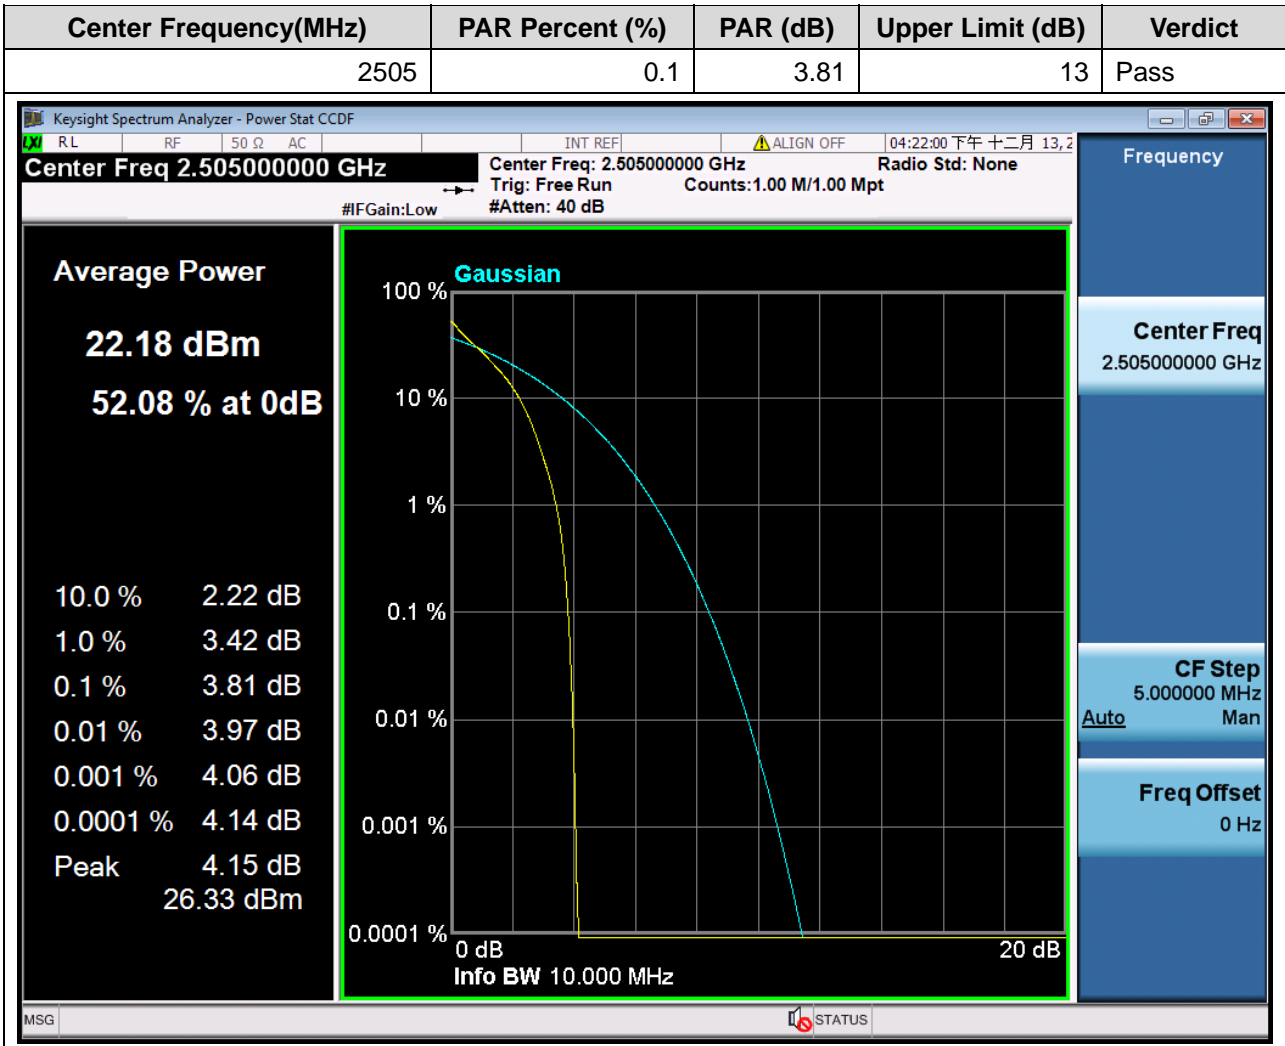 Center Frequency(MHz) PAR Percent (%) PAR (dB) Upper Limit (dB) Verdict
2505 0.1 3.81 13 Pass
Keysight Spectrum Analyzer - Power Stat CCDF
LXI RL RF 50 Ω AC INT REF ALIGN OFF 04:22:00 下午 十二月 13, 2
Center Freq 2.505000000 GHz
Center Freq: 2.505000000 GHz Radio Std: None
Trig: Free Run Counts:1.00 M/1.00 Mpt
#IFGain:Low #Atten: 40 dB
Frequency
Average Power
22.18 dBm
52.08 % at 0dB
10.0 % 2.22 dB
1.0 % 3.42 dB
0.1 % 3.81 dB
0.01 % 3.97 dB
0.001 % 4.06 dB
0.0001 % 4.14 dB
Peak 4.15 dB
26.33 dBm
Gaussian
100 %
10 %
1 %
0.1 %
0.01 %
0.001 %
0.0001 %
0 dB 20 dB
Info BW 10.000 MHz
Center Freq
2.505000000 GHz
CF Step
5.000000 MHz
Auto Man
Freq Offset
0 Hz
MSG STATUS